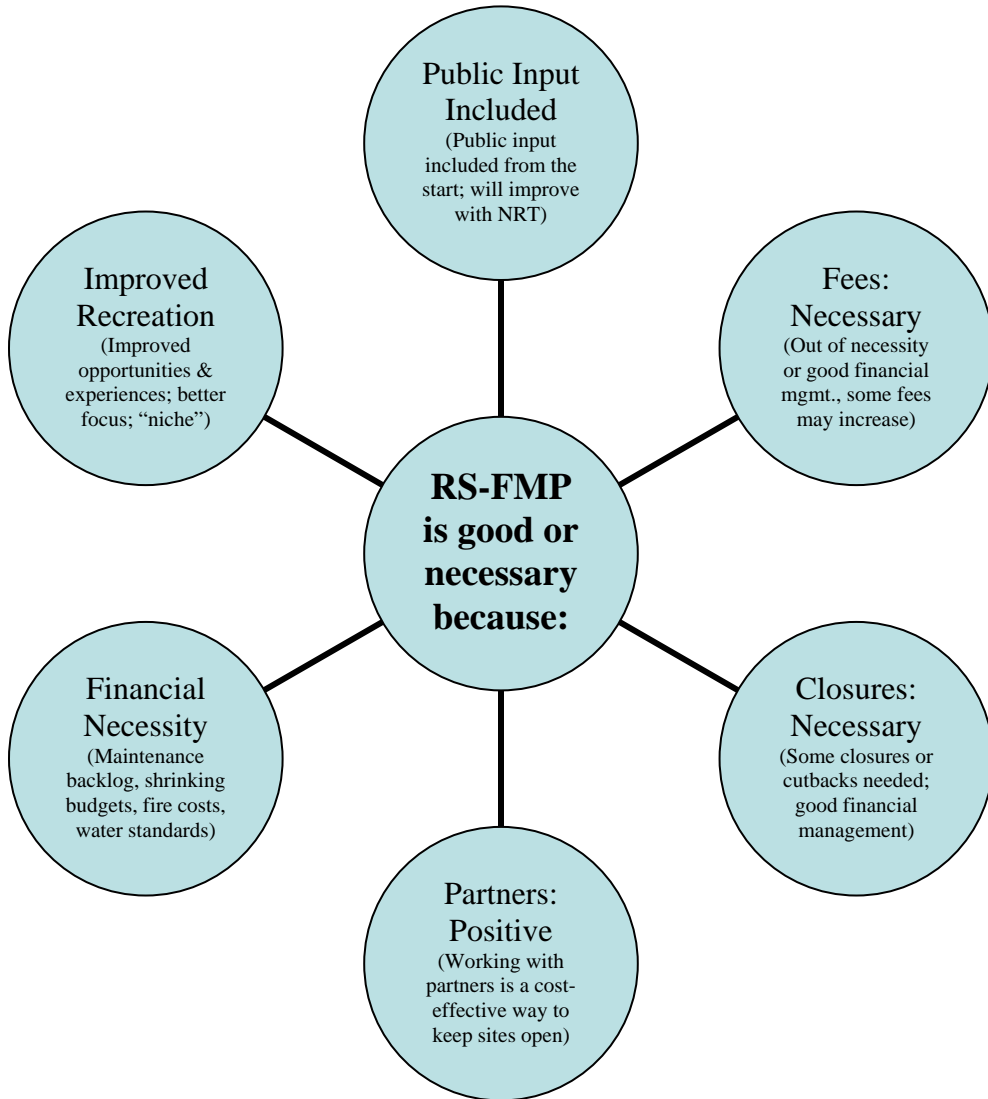 Public Input
Included
(Public input
included from the
start; will improve
with NRT)
Improved
Recreation
(Improved
opportunities &
experiences; better
focus; “niche”)
Fees:
Necessary
(Out of necessity
or good financial
mgmt., some fees
may increase)
RS-FMP
is good or
necessary
because:
Financial
Necessity
(Maintenance
backlog, shrinking
budgets, fire costs,
water standards)
Closures:
Necessary
(Some closures or
cutbacks needed;
good financial
management)
Partners:
Positive
(Working with
partners is a cost-
effective way to
keep sites open)